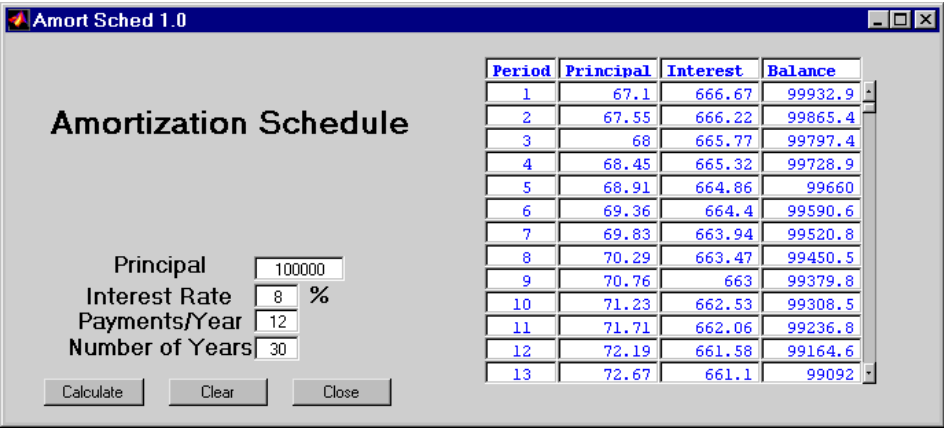 Amort Sched 1.0
Amortization Schedule
Principal 100000
Interest Rate 8 %
Payments/Year 12
Number of Years 30
Calculate Clear Close
Period Principal Interest Balance
1 67.1 666.67 99932.9
2 67.55 666.22 99865.4
3 68 665.77 99797.4
4 68.45 665.32 99728.9
5 68.91 664.86 99660
6 69.36 664.4 99590.6
7 69.83 663.94 99520.8
8 70.29 663.47 99450.5
9 70.76 663 99379.8
10 71.23 662.53 99308.5
11 71.71 662.06 99236.8
12 72.19 661.58 99164.6
13 72.67 661.1 99092